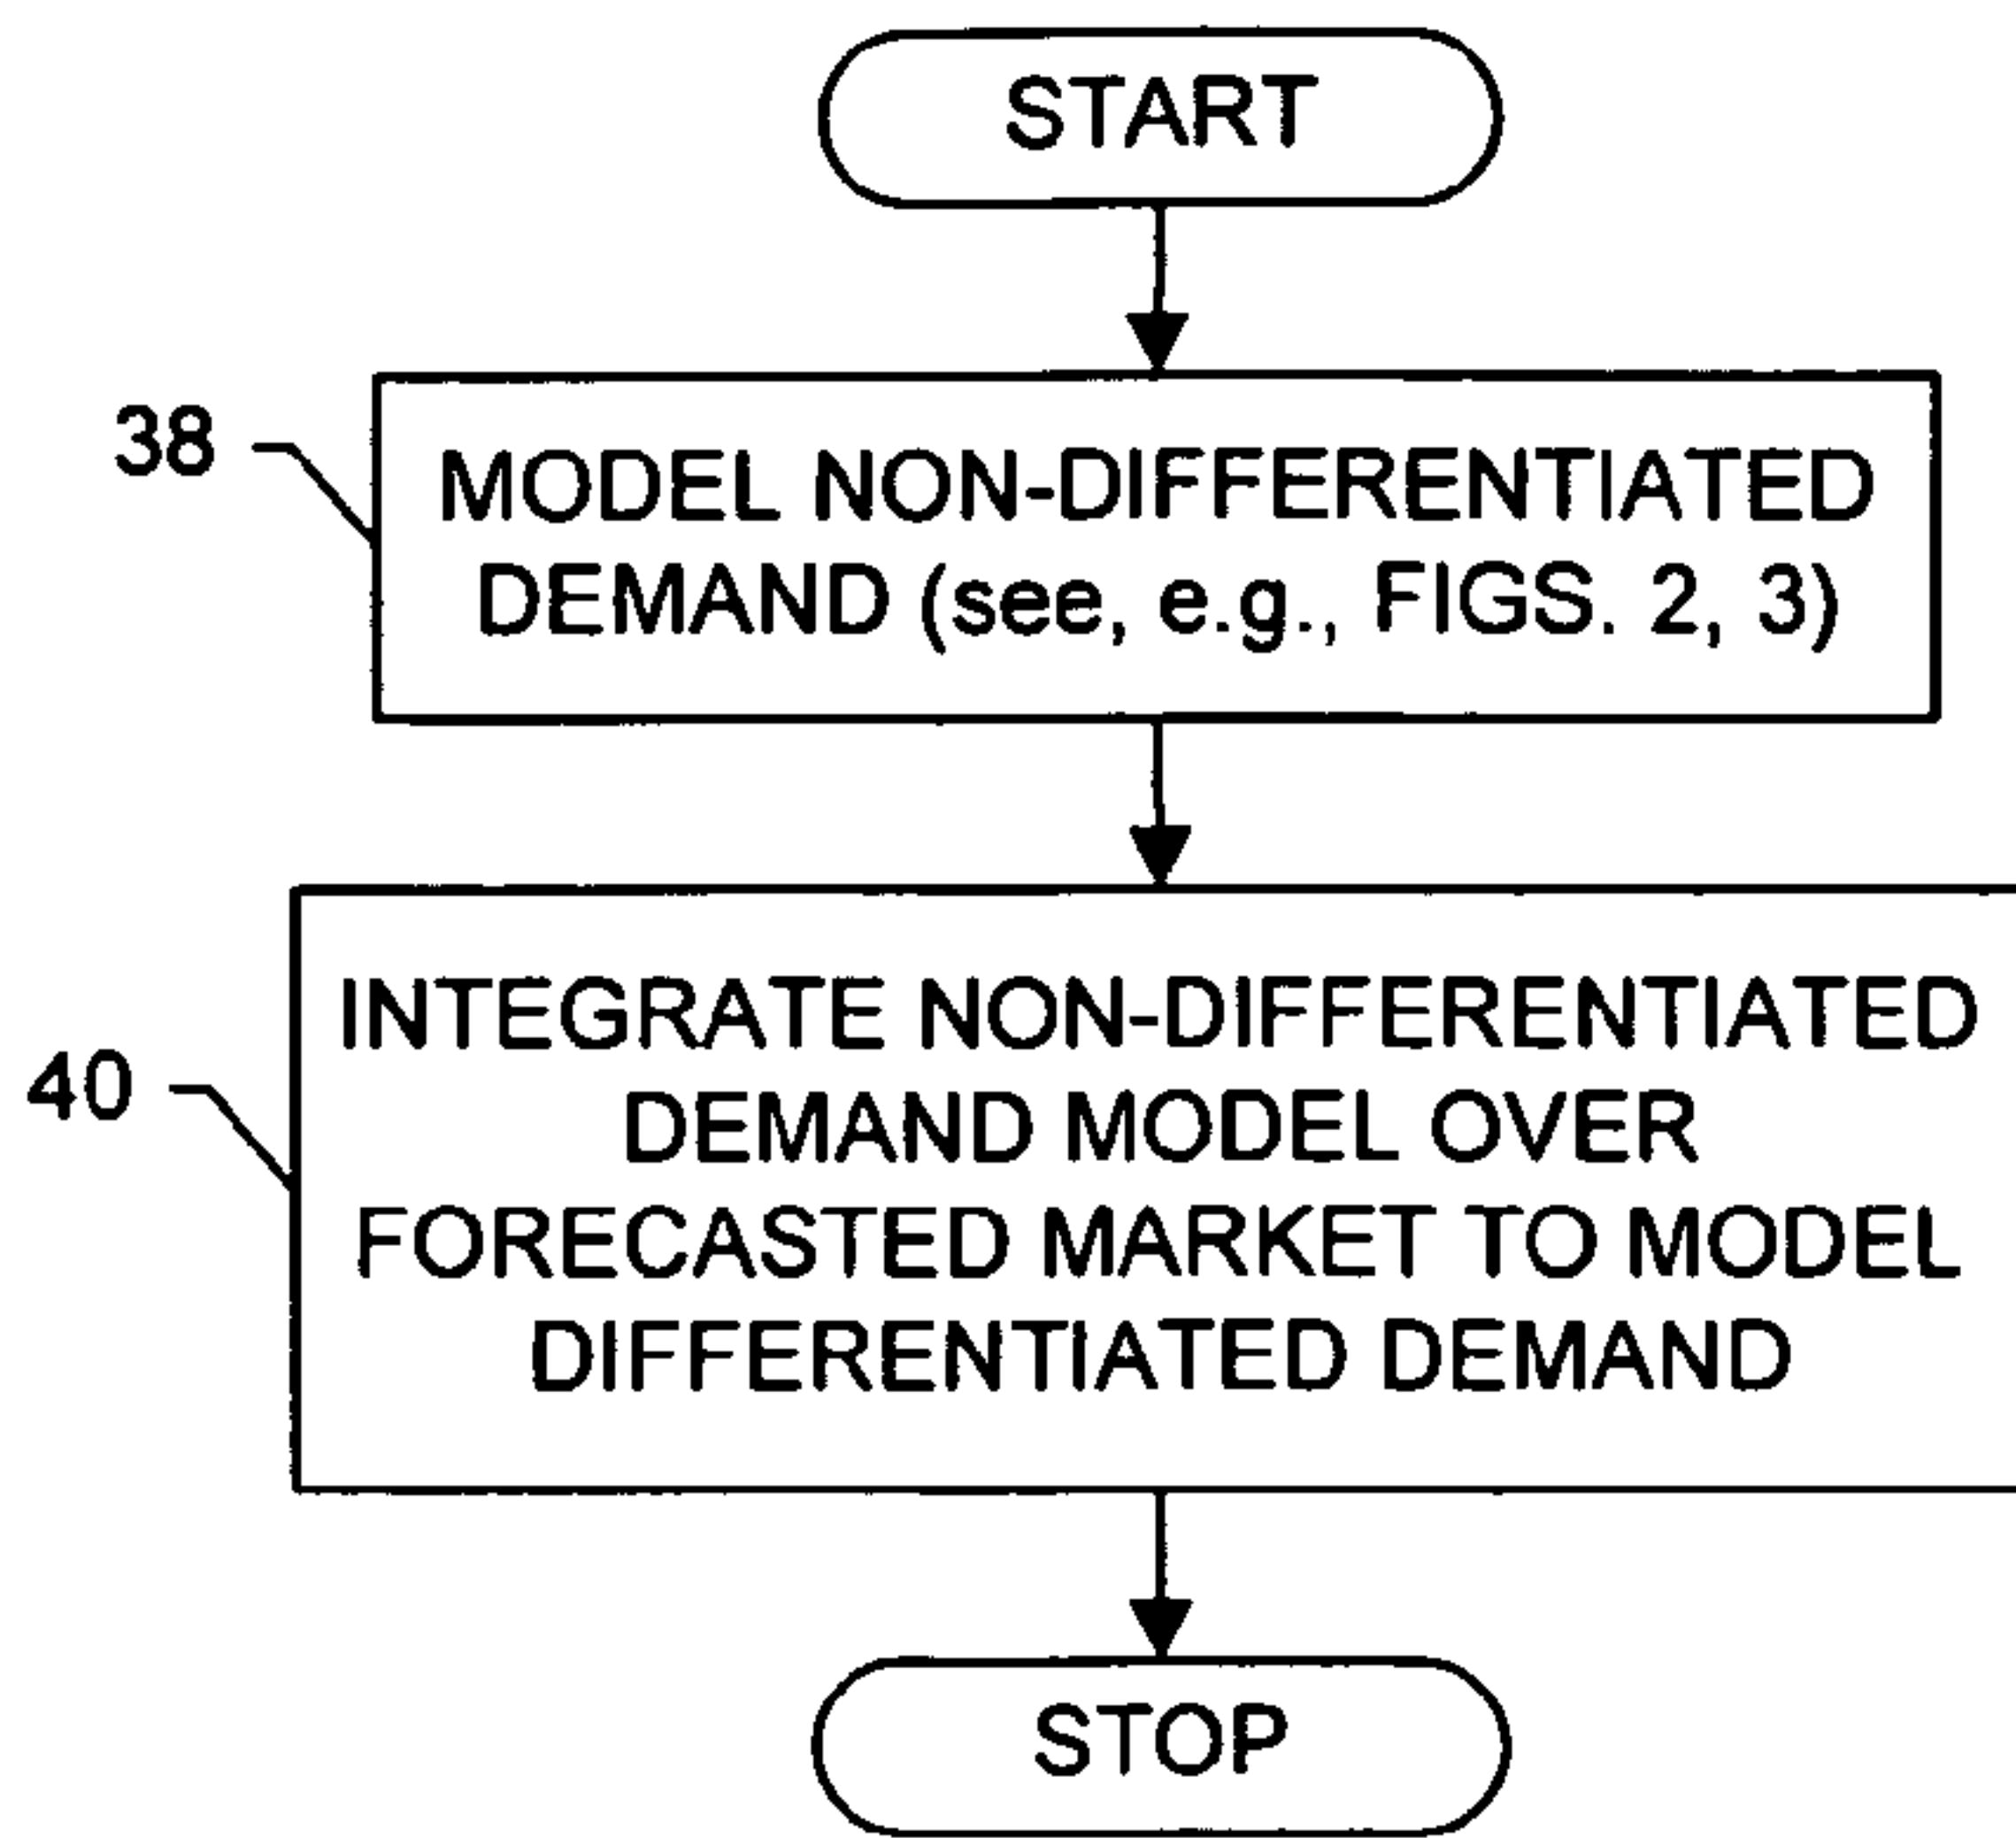 START
38
MODEL NON-DIFFERENTIATED
DEMAND (see, e.g., FIGS. 2, 3)
40
INTEGRATE NON-DIFFERENTIATED
DEMAND MODEL OVER
FORECASTED MARKET TO MODEL
DIFFERENTIATED DEMAND
STOP